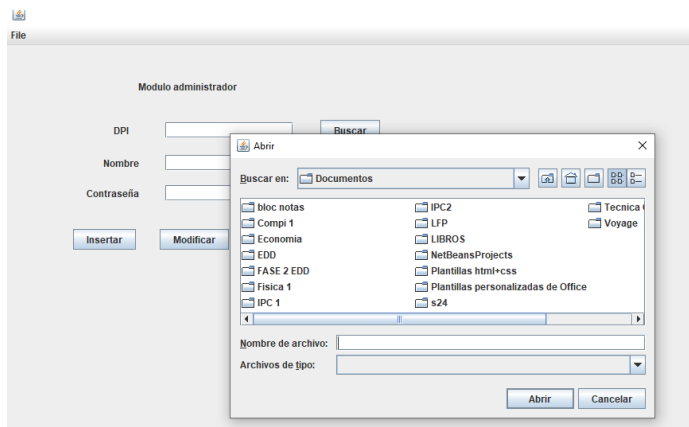 File
Modulo administrador
DPI
Buscar
Nombre
Contraseña
Insertar
Modificar
Abrir
Buscar en:
Documentos
bloc notas
Compi 1
Economia
EDD
FASE 2 EDD
Fisica 1
IPC 1
IPC2
LFP
LIBROS
NetBeansProjects
Plantillas html+css
Plantillas personalizadas de Office
s24
Tecnica
Voyage
Nombre de archivo:
Archivos de tipo:
Abrir
Cancelar